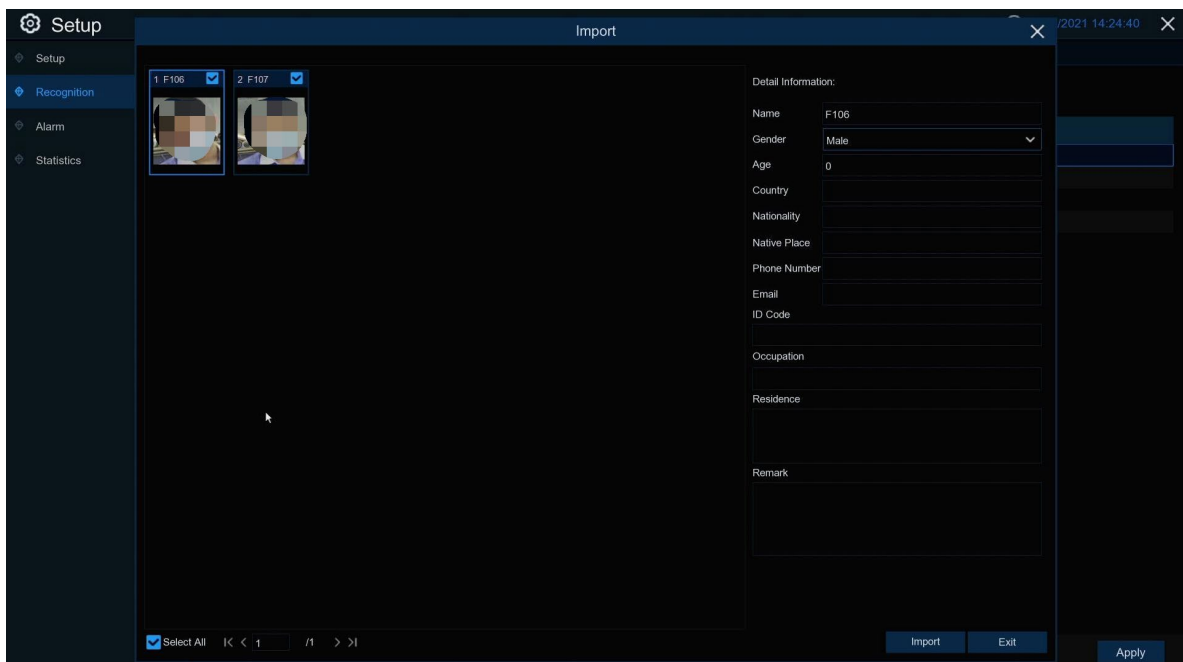 Setup
Import
/2021 14:24:40
Setup
Recognition
Alarm
Statistics
1 F106
2 F107
Detail Information:
Name F106
Gender Male
Age 0
Country
Nationality
Native Place
Phone Number
Email
ID Code
Occupation
Residence
Remark
Select All 1 /1
Import Exit
Apply